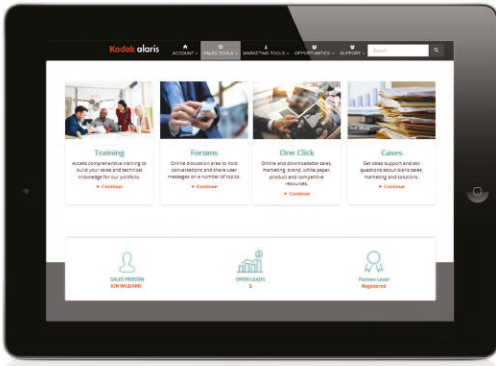 Kodak alaris
ACCOUNT
SALES TOOLS
MARKETING TOOLS
OPPORTUNITIES
SUPPORT
Search
Training
Access comprehensive training to
build your sales and technical
knowledge for our portfolio.
Continue
Forums
Online discussion area to hold
conversations and share user
messages on a number of topics.
Continue
One Click
Online and downloadable sales,
marketing, brand, white paper,
product and competitive
resources.
Continue
Cases
Get sales support and ask
questions about Alaris sales,
marketing and solutions.
Continue
SALES PERSON
JON WILLIAMS
OPEN LEADS
Partner Level
Registered